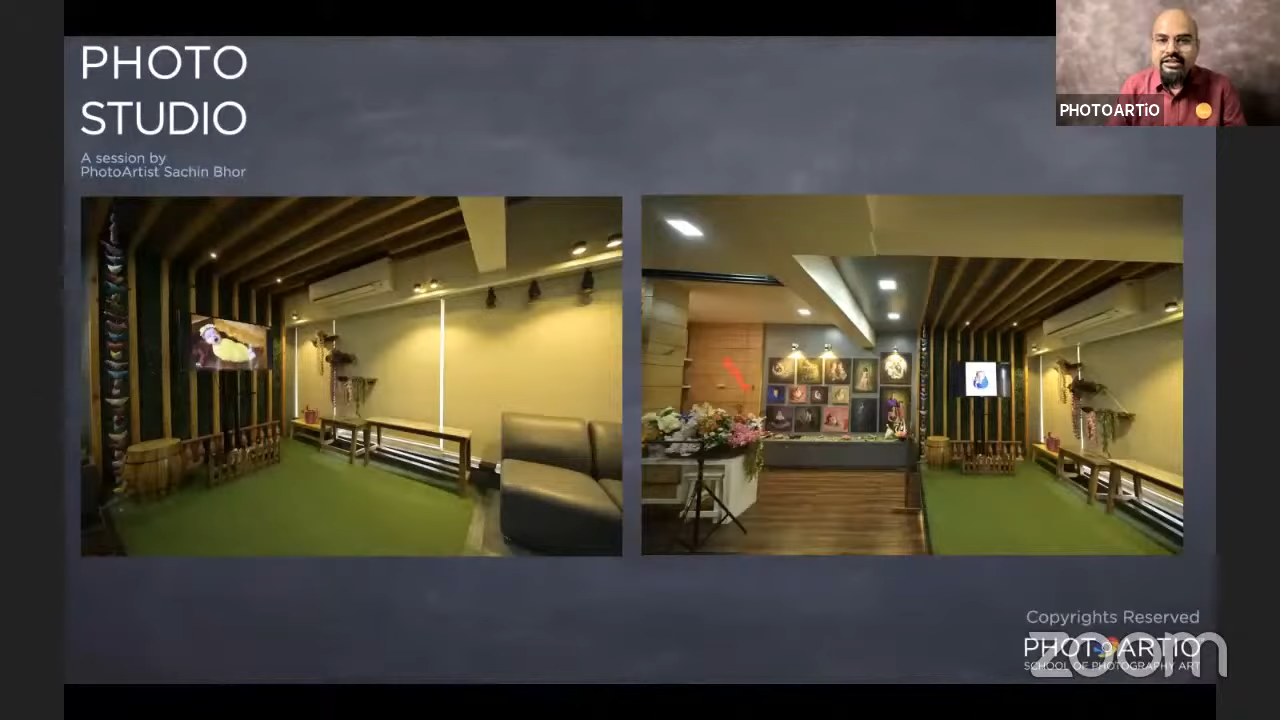 PHOTO
STUDIO
A session by
PhotoArtist Sachin Bhor
PHOTOARTiO
Copyrights Reserved
PHOTOARTIO
SCHOOL OF PHOTOGRAPHY ART
zoom